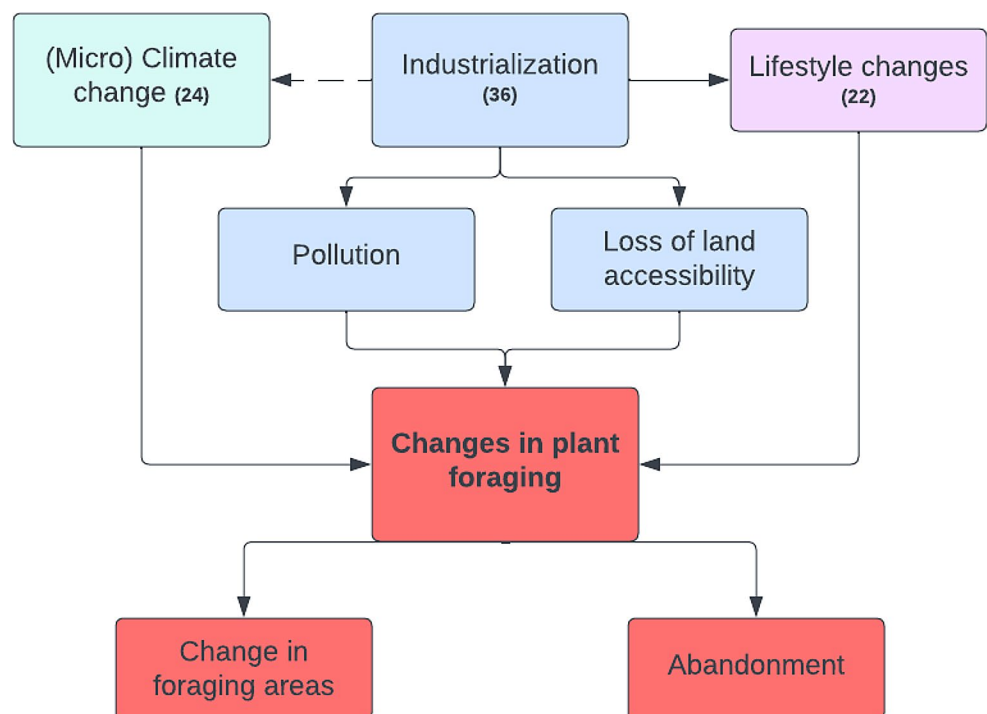 (Micro) Climate
change (24)
Industrialization
(36)
Lifestyle changes
(22)
Pollution
Loss of land
accessibility
Changes in plant
foraging
Change in
foraging areas
Abandonment